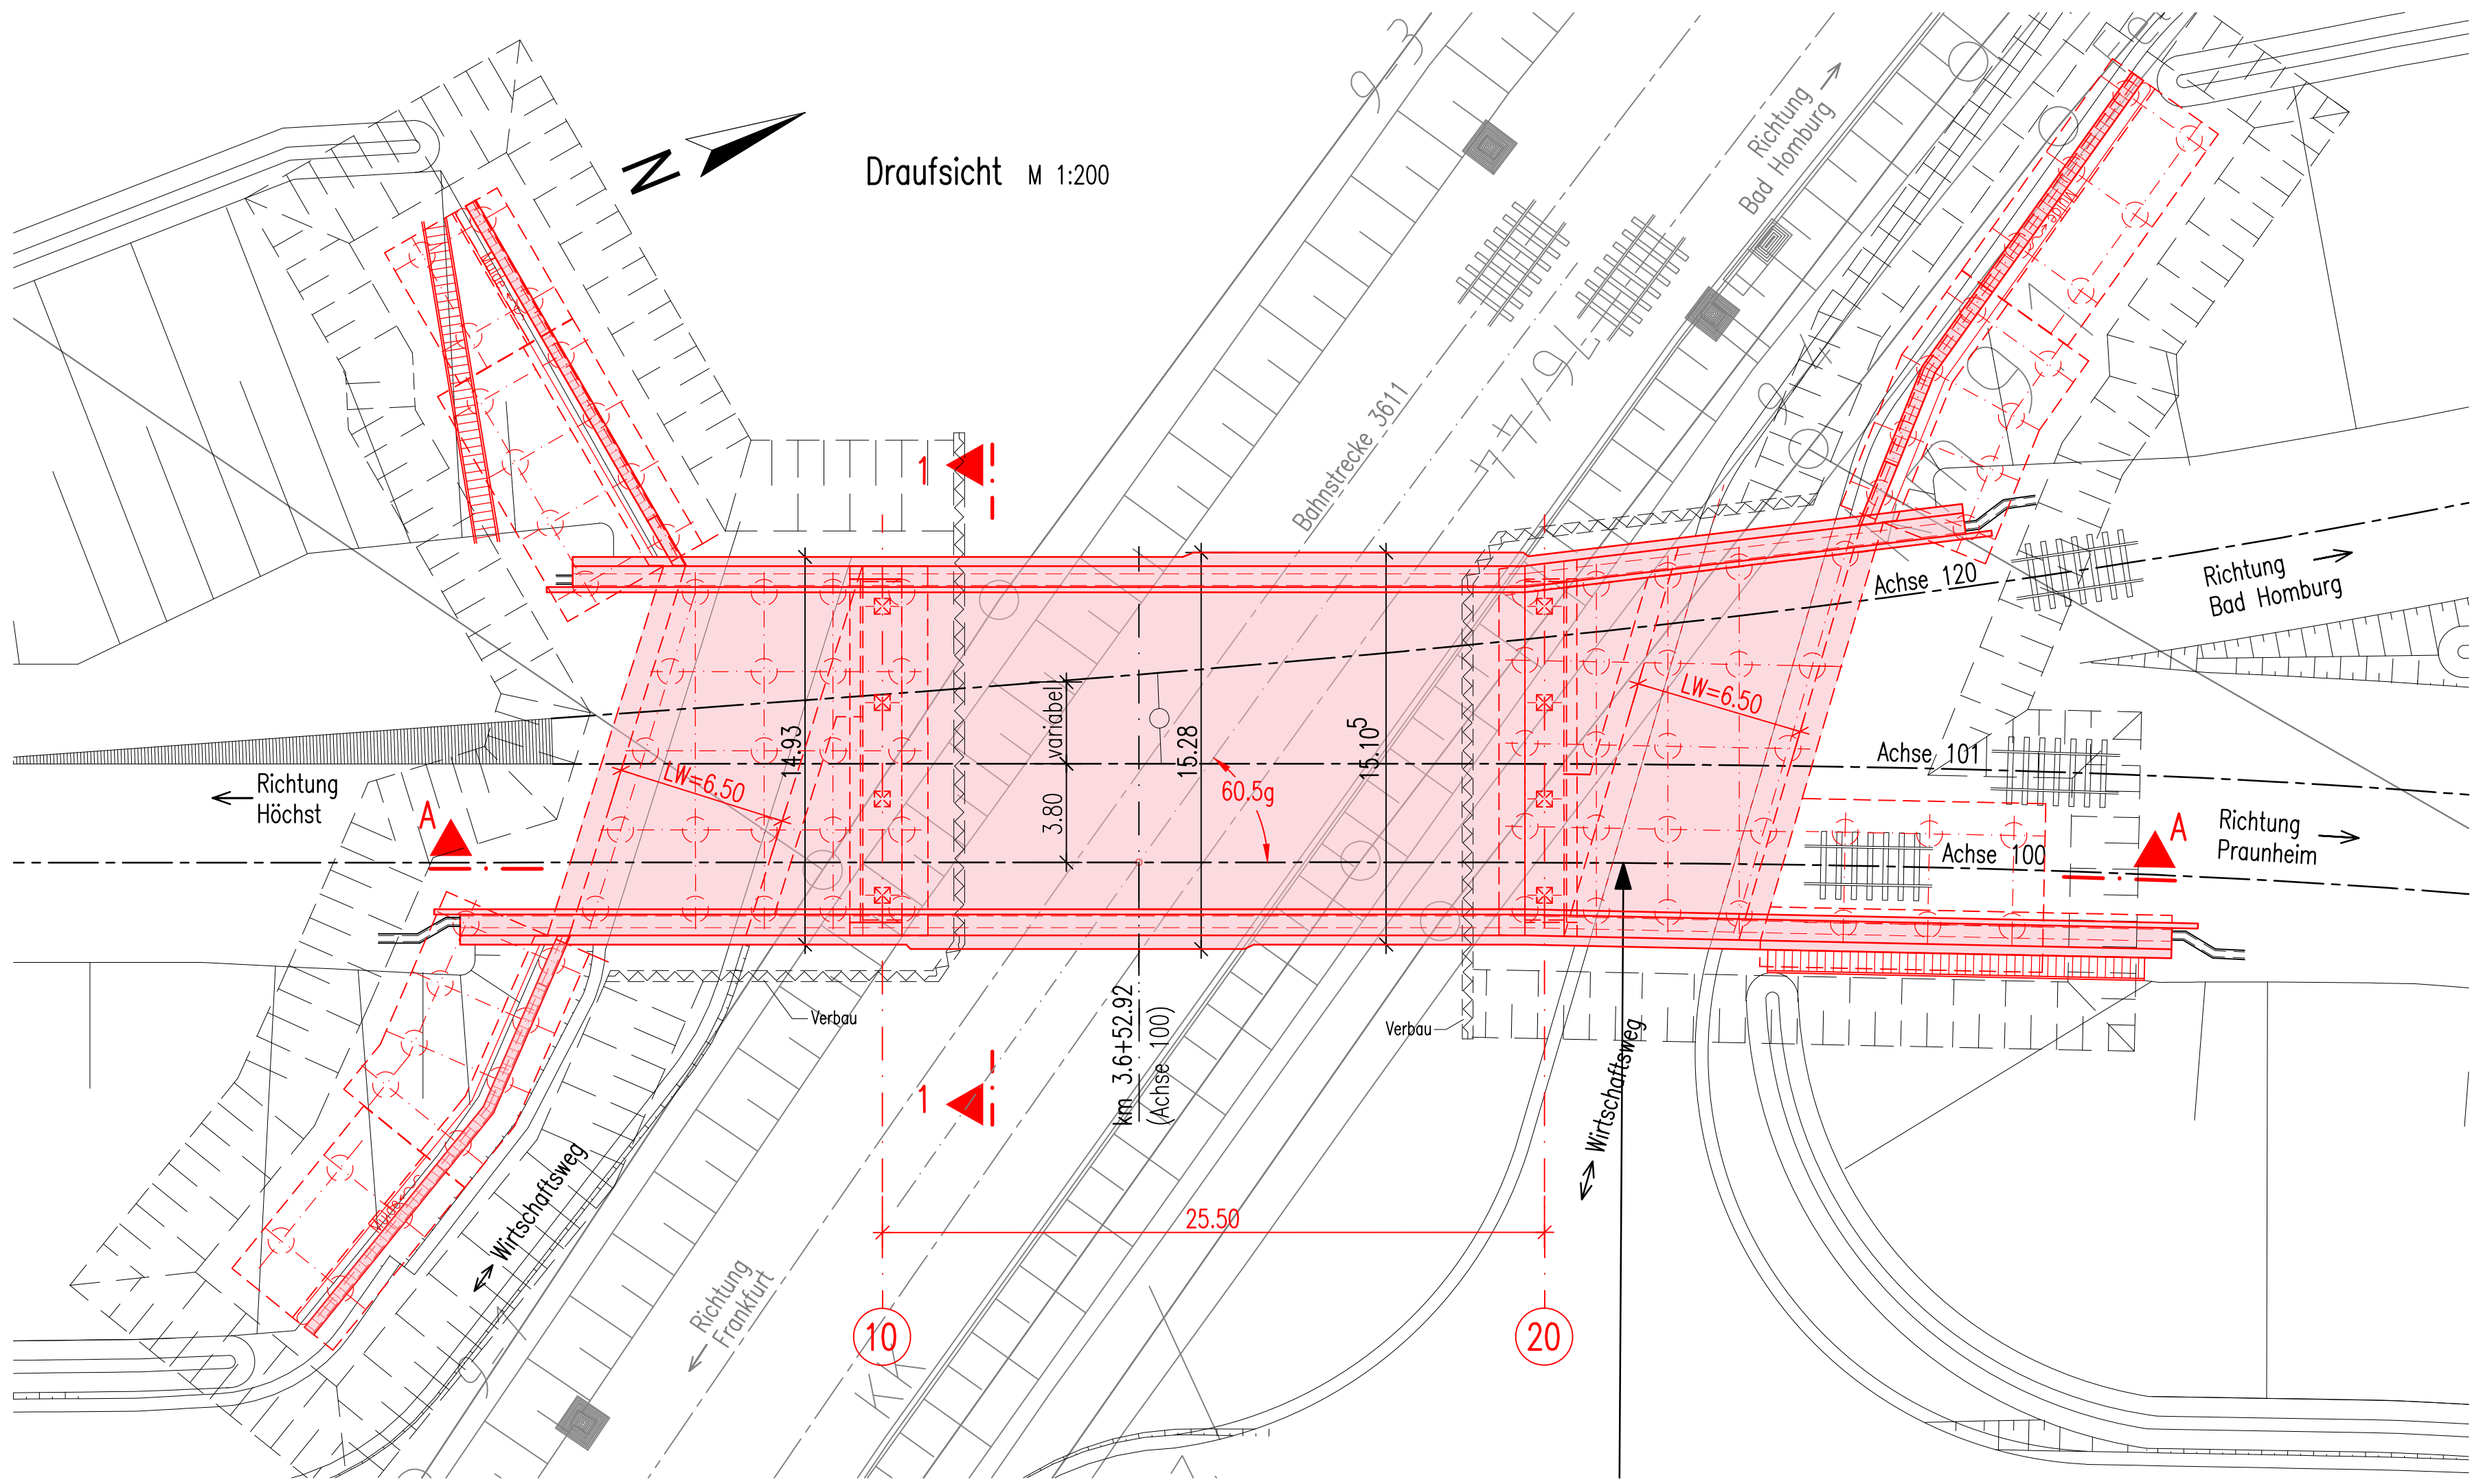 N
Draufsicht M 1:200
93
Richtung
Bad Homburg
Bahnstrecke 3611
77/97
1
Achse 120
Richtung
Bad Homburg
LW=6.50
variabel
14.93
15.28
15.10⁵
Achse 101
Richtung
Höchst
LW=6.50
3.80
60.5g
A
A
Richtung
Praunheim
Achse 100
Verbau
km 3.6+52.92
(Achse 100)
Verbau
Wirtschaftsweg
1
Wirtschaftsweg
25.50
Richtung
Frankfurt
10
20